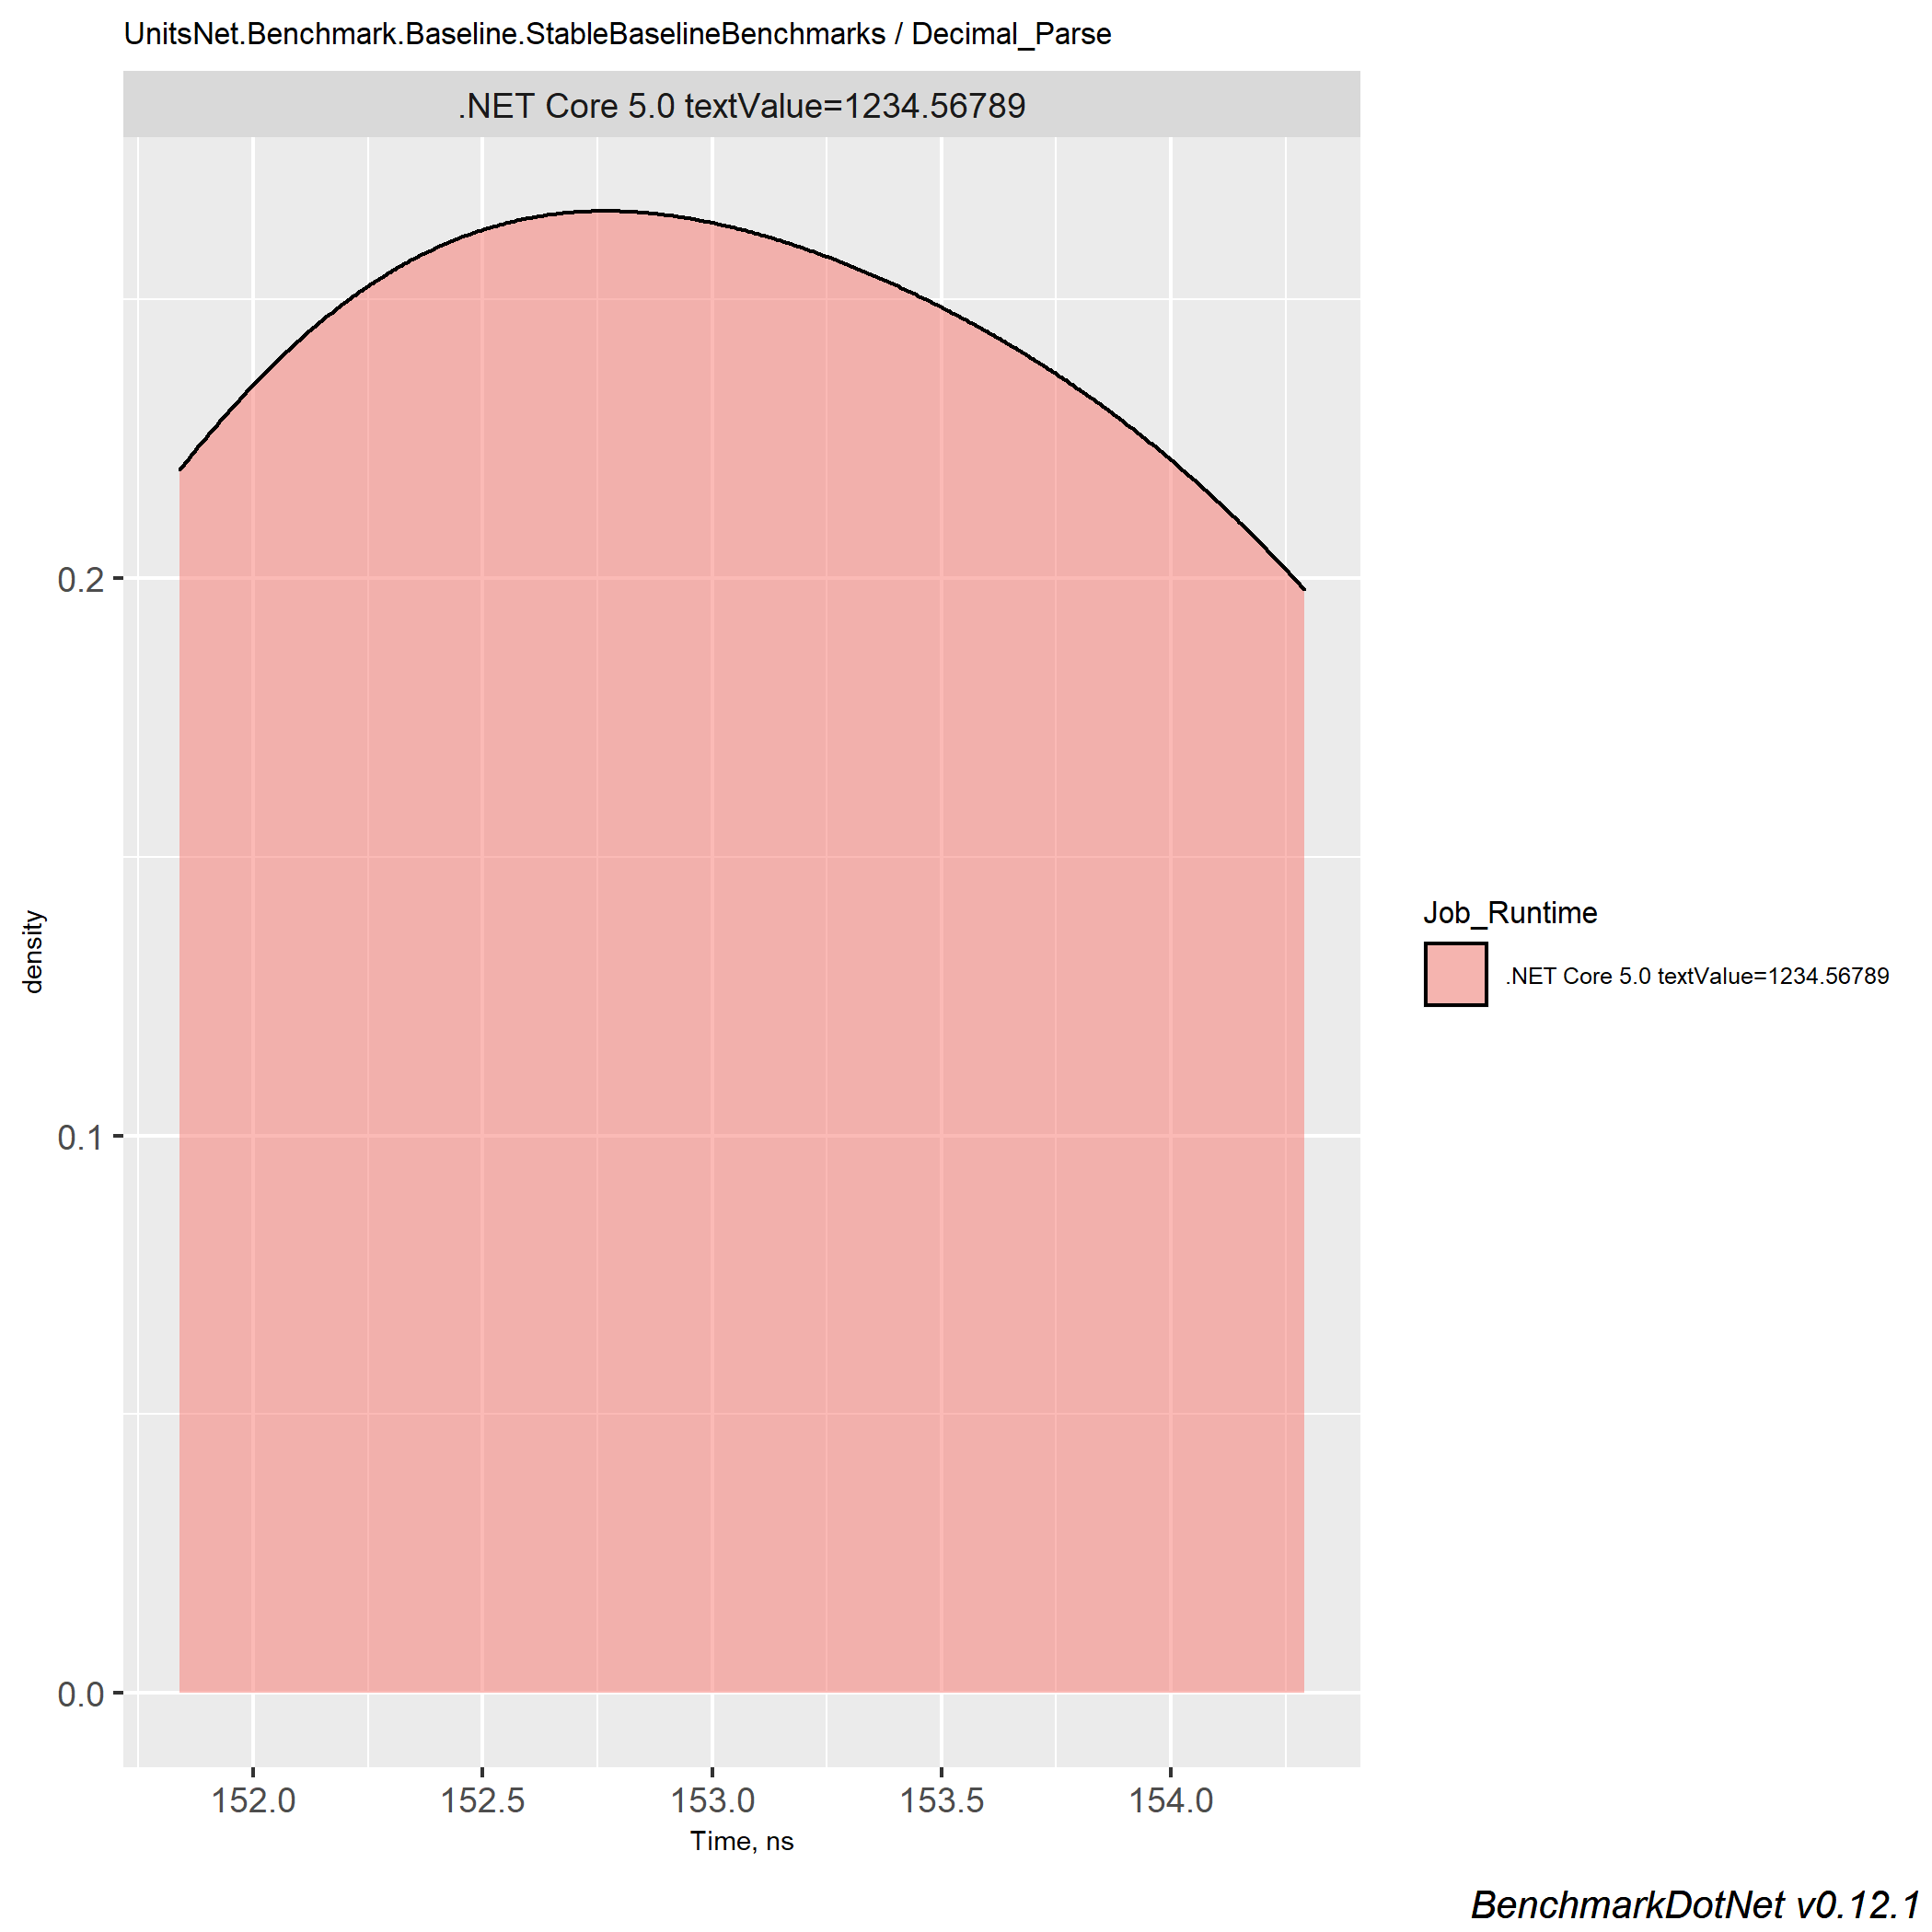 UnitsNet.Benchmark.Baseline.StableBaselineBenchmarks / Decimal_Parse
.NET Core 5.0 textValue=1234.56789
0.2
0.1
0.0
density
152.0 152.5 153.0 153.5 154.0
Time, ns
Job_Runtime
.NET Core 5.0 textValue=1234.56789
BenchmarkDotNet v0.12.1